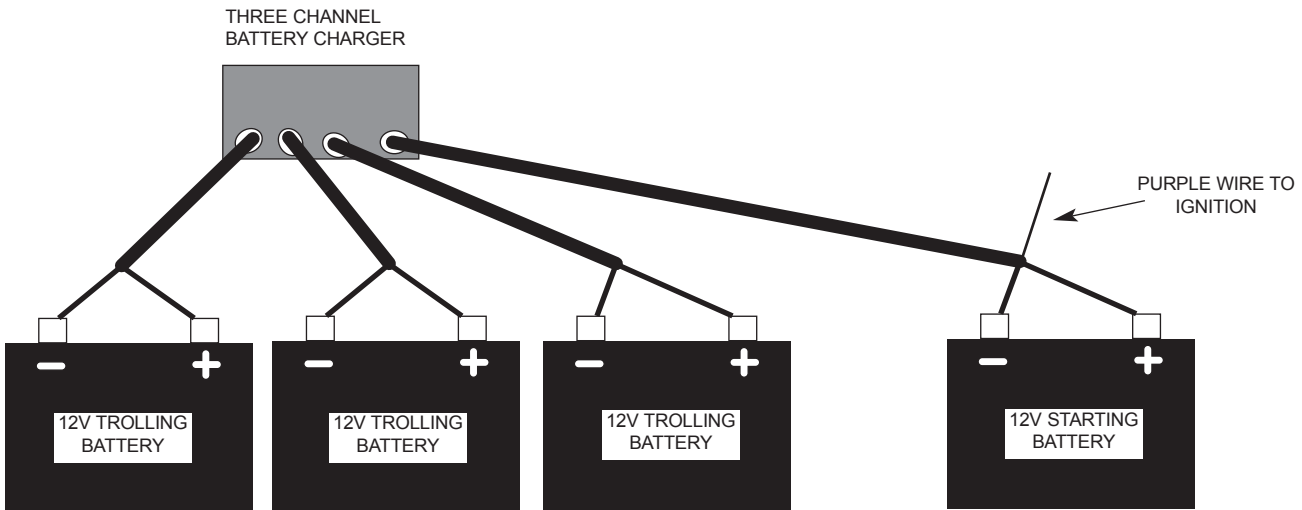 THREE CHANNEL
BATTERY CHARGER
PURPLE WIRE TO
IGNITION
- +
- +
- +
- +
12V TROLLING
BATTERY
12V TROLLING
BATTERY
12V TROLLING
BATTERY
12V STARTING
BATTERY